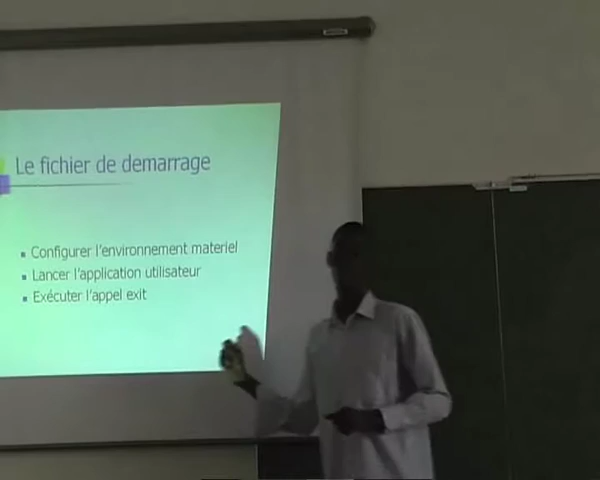 Le fichier de demarrage
Configurer l'environnement materiel
Lancer l'application utilisateur
Exécuter l'appel exit